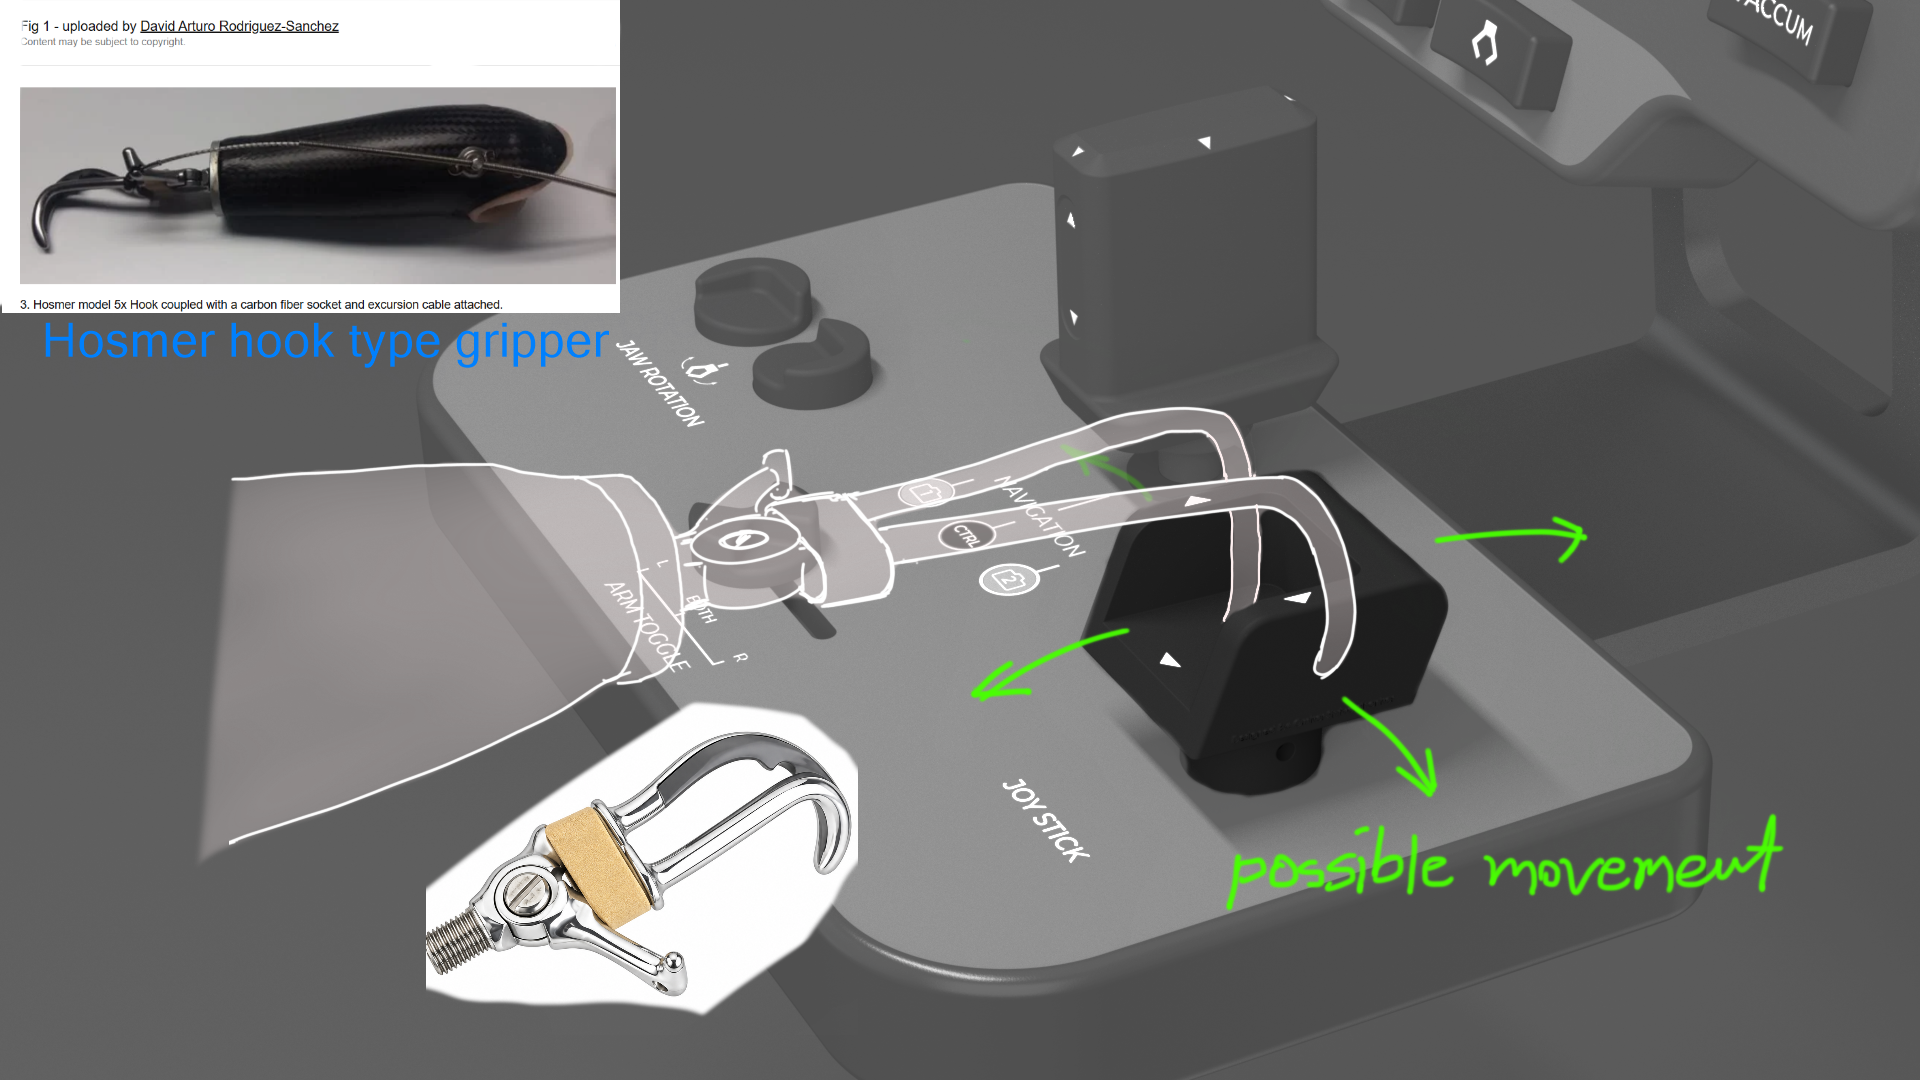 Fig 1 - uploaded by David Arturo Rodriguez-Sanchez
Content may be subject to copyright.
3. Hosmer model 5x Hook coupled with a carbon fiber socket and excursion cable attached.
Hosmer hook type gripper
JAW ROTATION
1
NAVIGATION
CTRL
2
L
BOTH
R
ARM TOGGLE
JOY STICK
possible movement